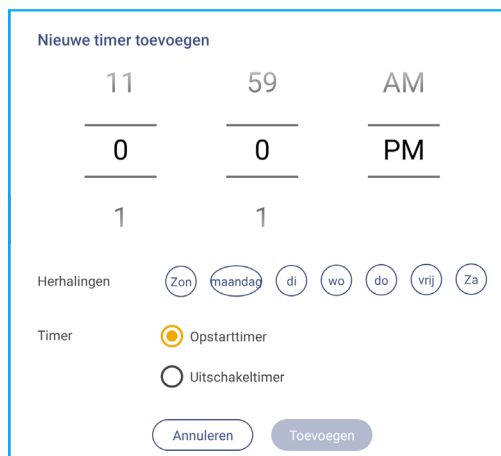 Nieuwe timer toevoegen
11 59 AM
0 0 PM
1 1
Herhalingen Zon maandag di wo do vrij Za
Timer Opstarttimer
Uitschakeltimer
Annuleren Toevoegen